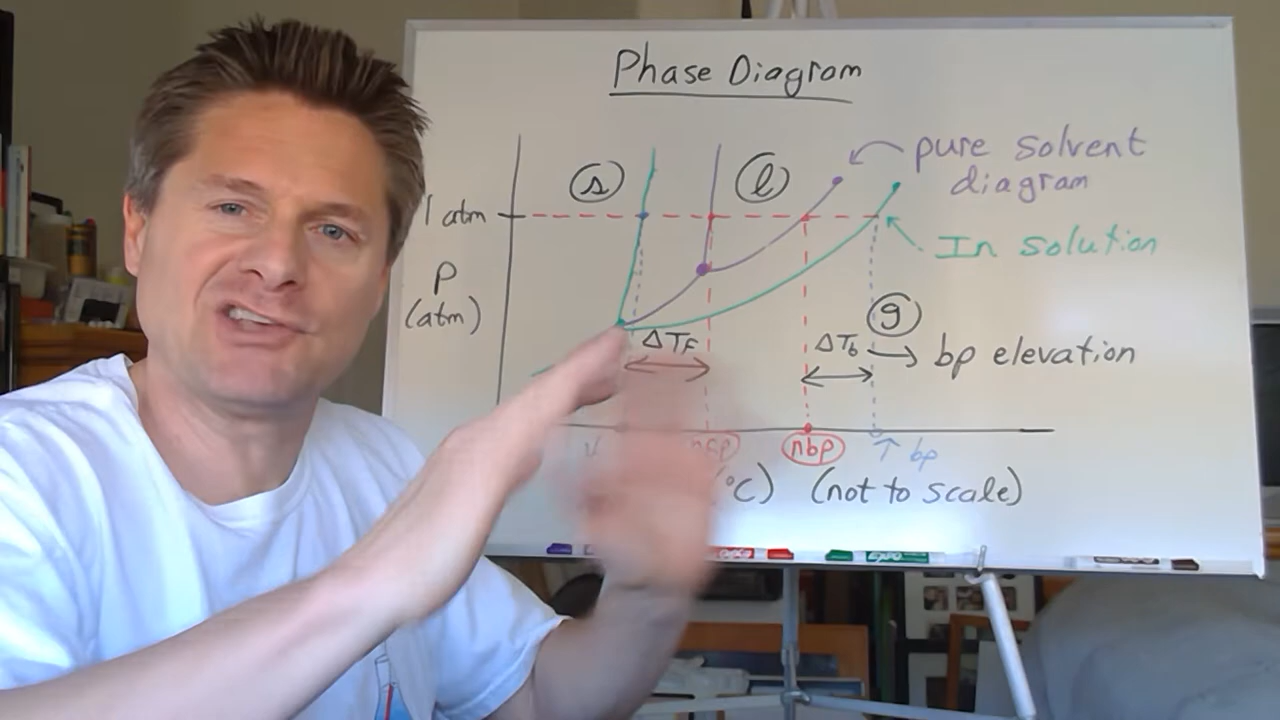 Phase Diagram
pure solvent
diagram
s
l
1 atm
In solution
P
(atm)
g
ΔTf
ΔTb → bp elevation
nbp
↑ bp
(°C) (not to scale)